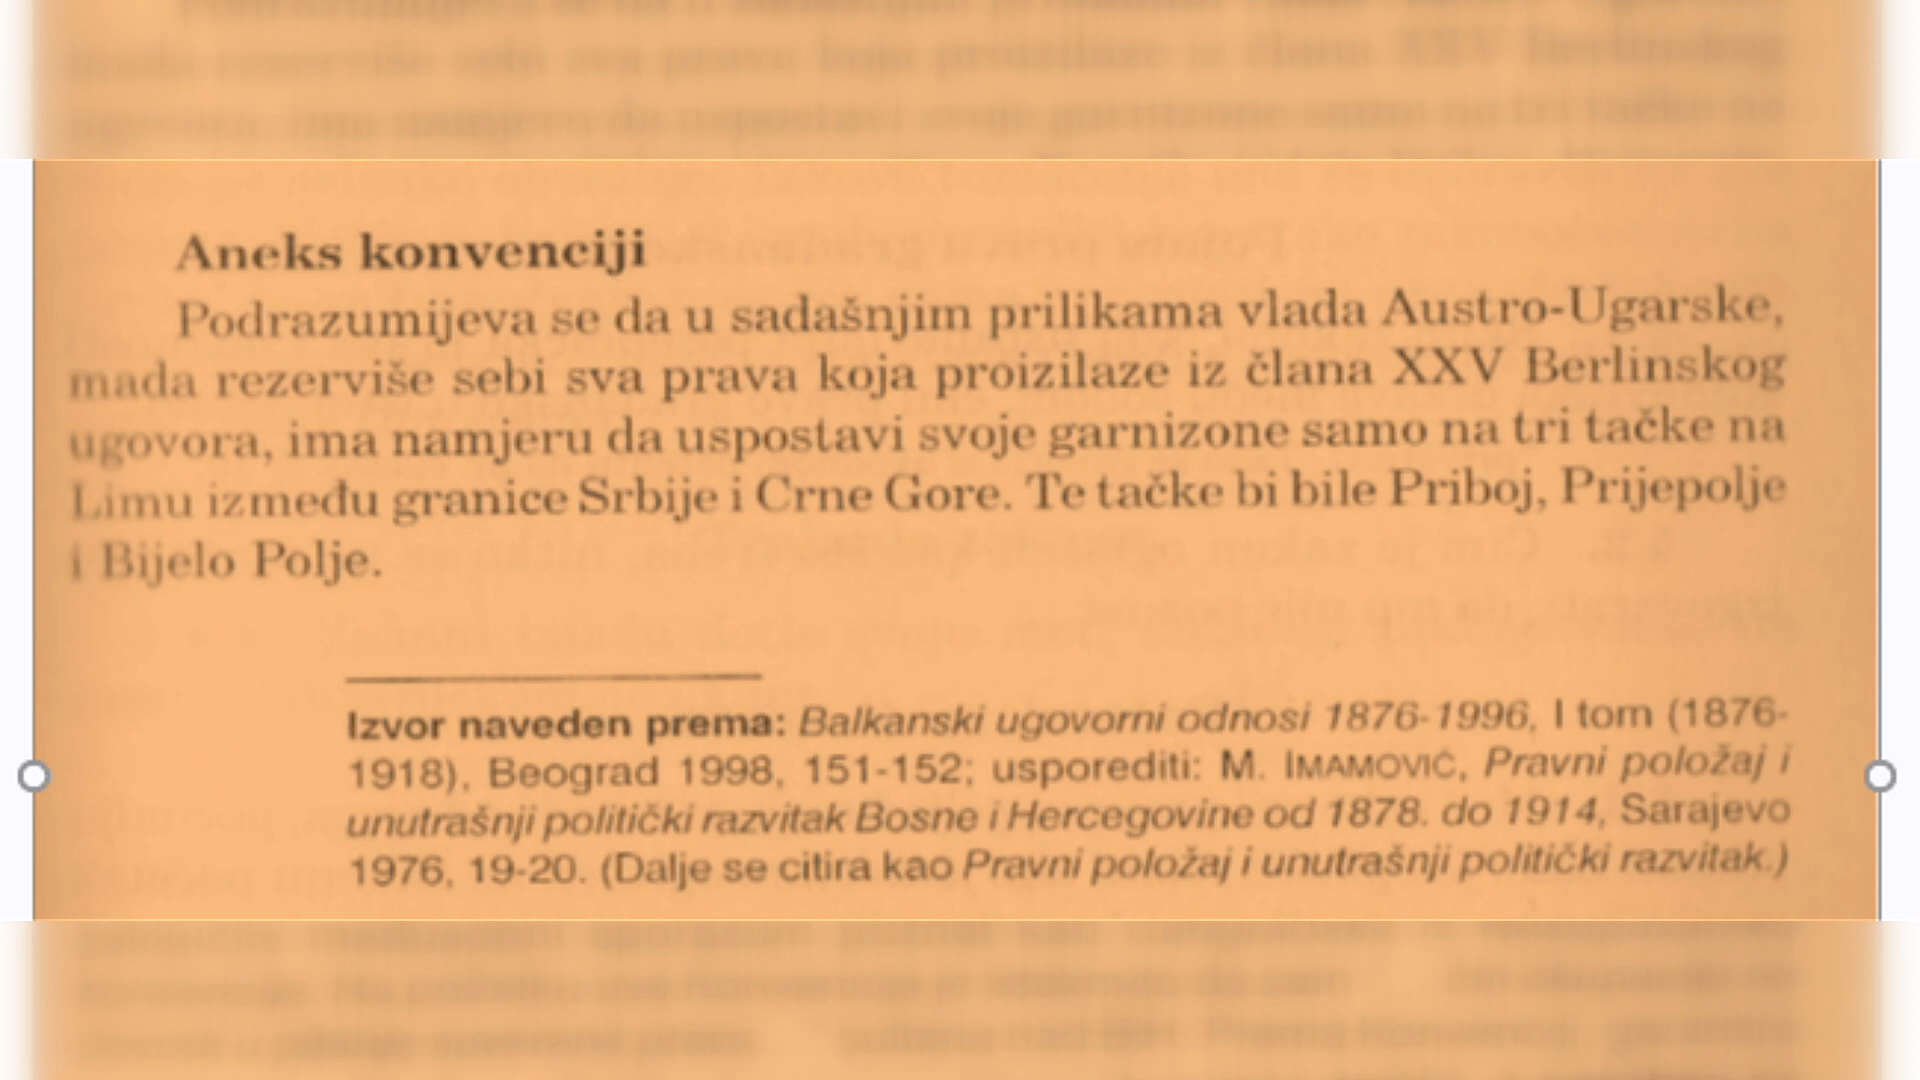 Aneks konvenciji
Podrazumijeva se da u sadašnjim prilikama vlada Austro-Ugarske,
mada rezerviše sebi sva prava koja proizilaze iz člana XXV Berlinskog
ugovora, ima namjeru da uspostavi svoje garnizone samo na tri tačke na
Limu između granice Srbije i Crne Gore. Te tačke bi bile Priboj, Prijepolje
i Bijelo Polje.
Izvor naveden prema: Balkanski ugovorni odnosi 1876-1996, I tom (1876-
1918), Beograd 1998, 151-152; usporediti: M. IMAMOVIĆ, Pravni položaj i
unutrašnji politički razvitak Bosne i Hercegovine od 1878. do 1914, Sarajevo
1976, 19-20. (Dalje se citira kao Pravni položaj i unutrašnji politički razvitak.)